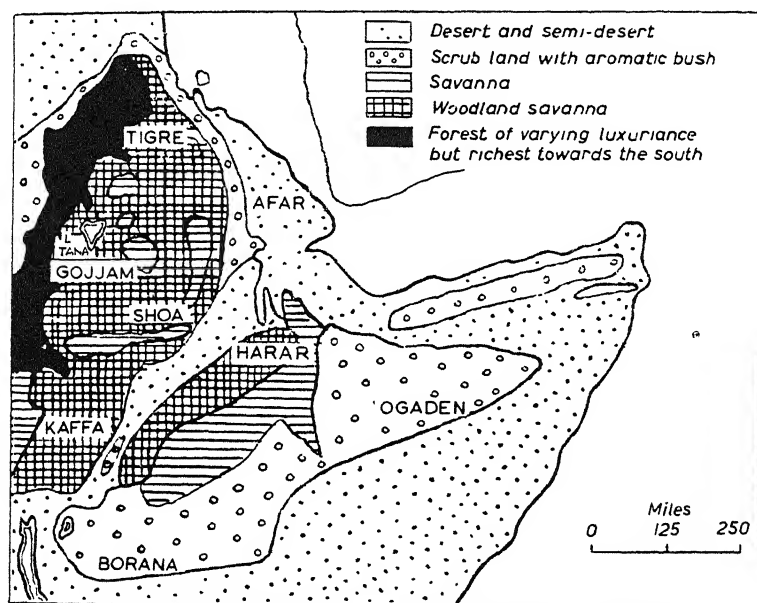 Desert and semi-desert
Scrub land with aromatic bush
Savanna
Woodland savanna
Forest of varying luxuriance
but richest towards the south
TIGRE
AFAR
L
TANA
GOJJAM
SHOA
HARAR
OGADEN
KAFFA
BORANA
Miles
0 125 250